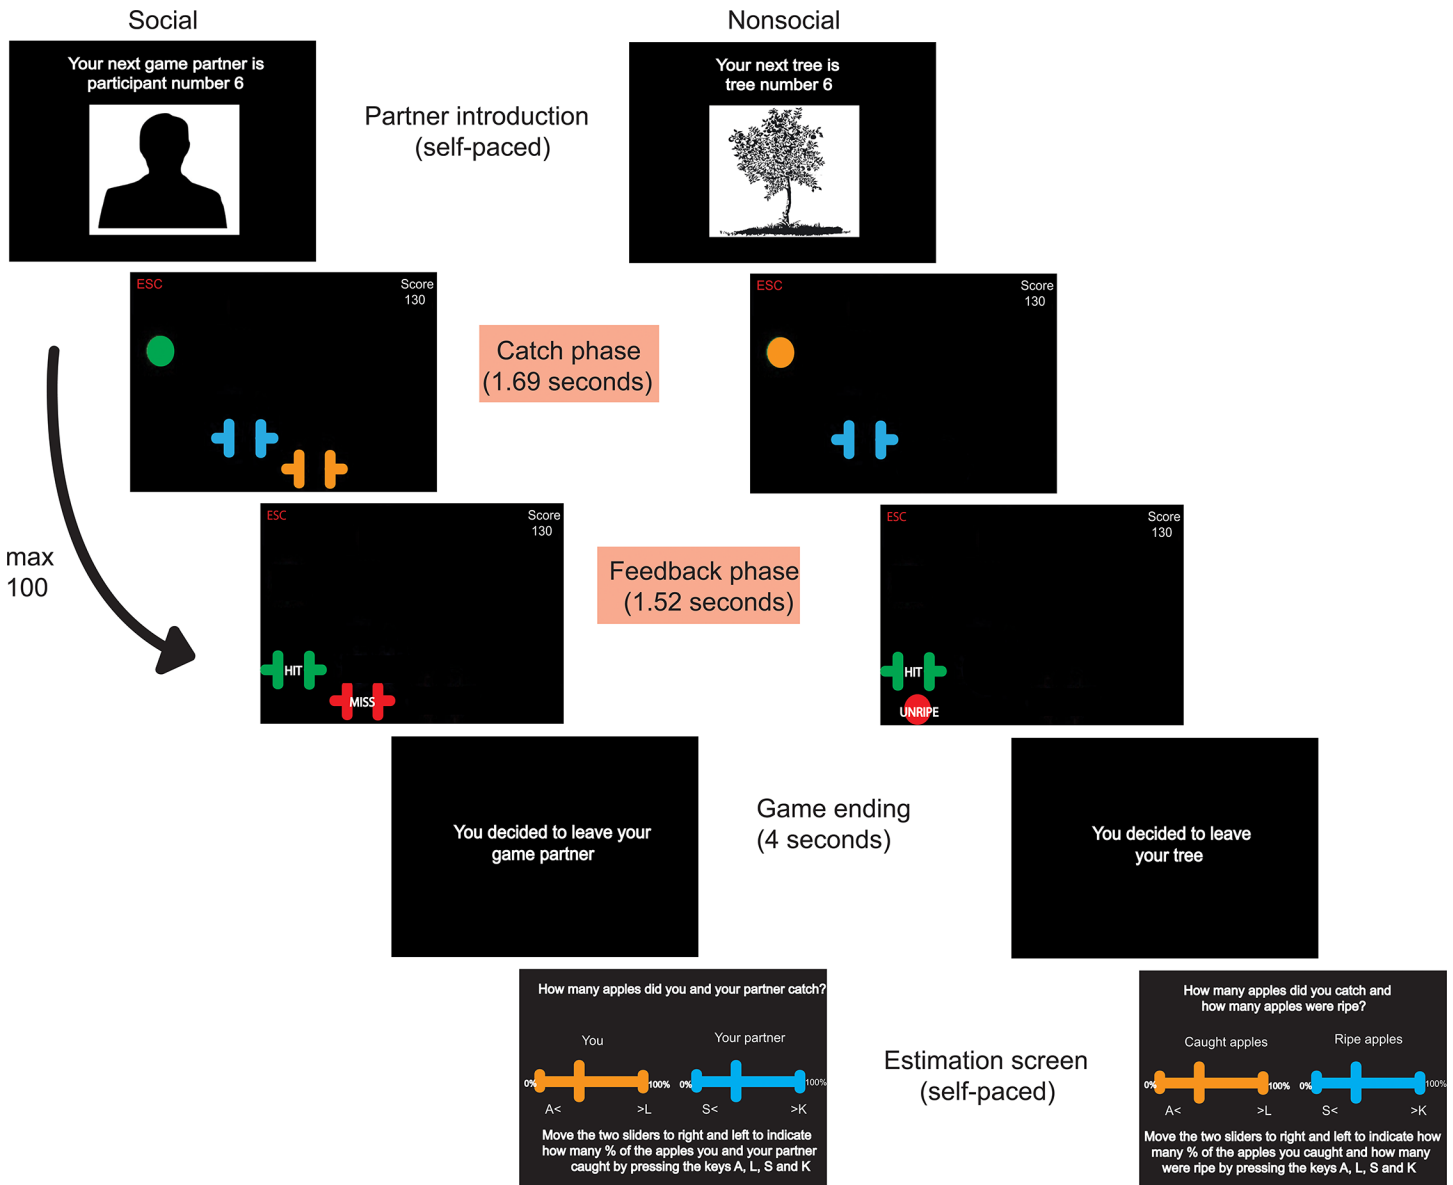 Social
Nonsocial
Your next game partner is
participant number 6
Partner introduction
(self-paced)
Your next tree is
tree number 6
ESC
Score
130
Catch phase
(1.69 seconds)
ESC
Score
130
max
100
ESC
Score
130
HIT
MISS
Feedback phase
(1.52 seconds)
ESC
Score
130
HIT
UNRIPE
You decided to leave your
game partner
Game ending
(4 seconds)
You decided to leave
your tree
How many apples did you and your partner catch?
You
Your partner
0%
100%
0%
100%
A<
>L
S<
>K
Move the two sliders to right and left to indicate
how many % of the apples you and your partner
caught by pressing the keys A, L, S and K
Estimation screen
(self-paced)
How many apples did you catch and
how many apples were ripe?
Caught apples
Ripe apples
0%
100%
0%
100%
A<
>L
S<
>K
Move the two sliders to right and left to indicate how
many % of the apples you caught and how many
were ripe by pressing the keys A, L, S and K